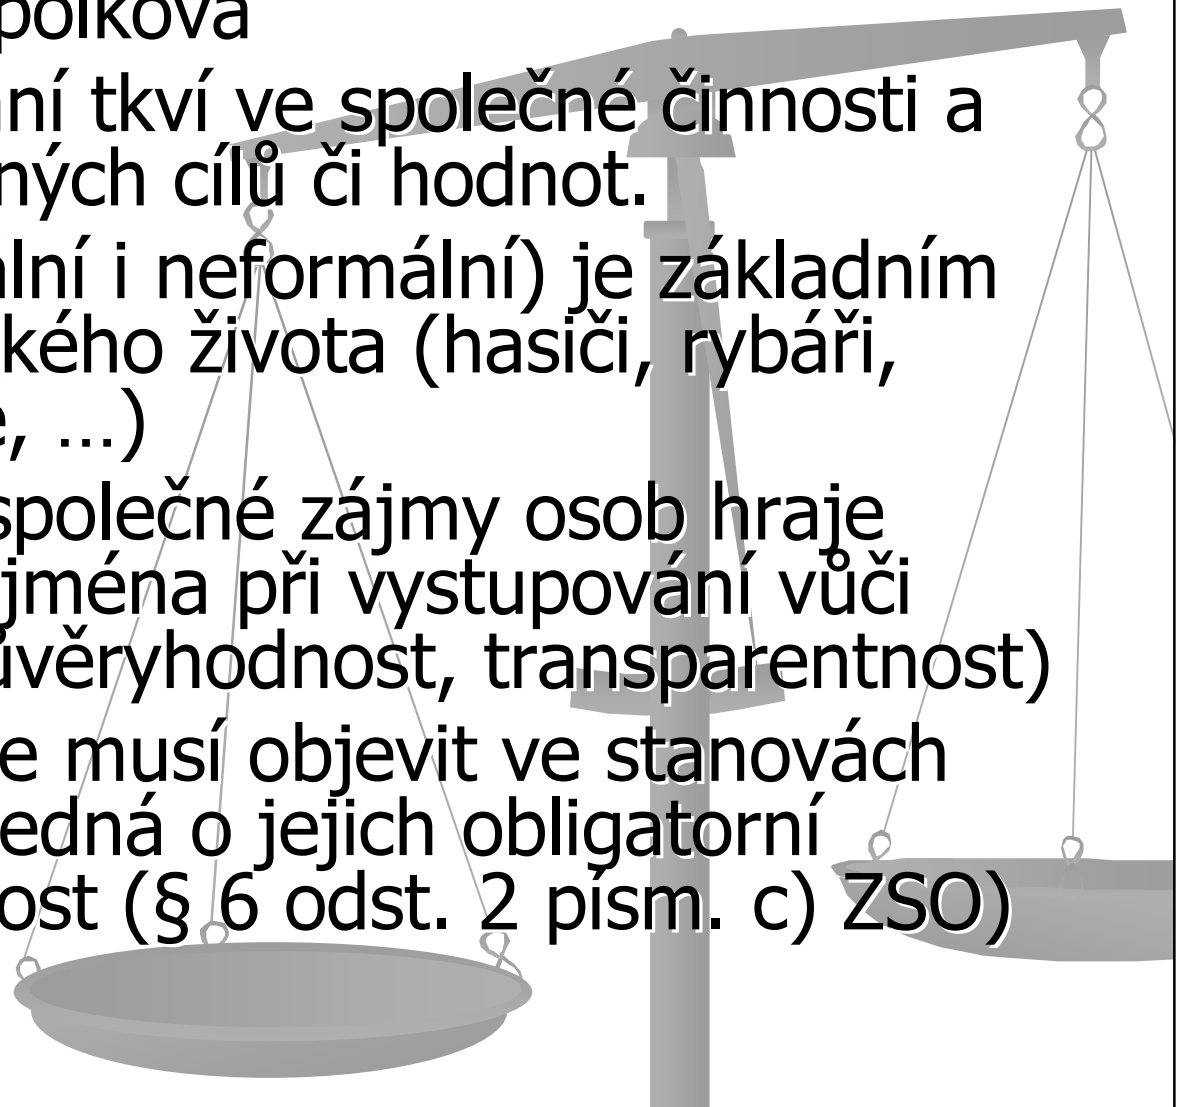 polková
ní tkví ve společné činnosti a
ných cílů či hodnot.
lní i neformální) je základním
kého života (hasiči, rybáři,
e, …)
společné zájmy osob hraje
jména při vystupování vůči
ůvěryhodnost, transparentnost)
e musí objevit ve stanovách
edná o jejich obligatorní
ost (§ 6 odst. 2 písm. c) ZSO)